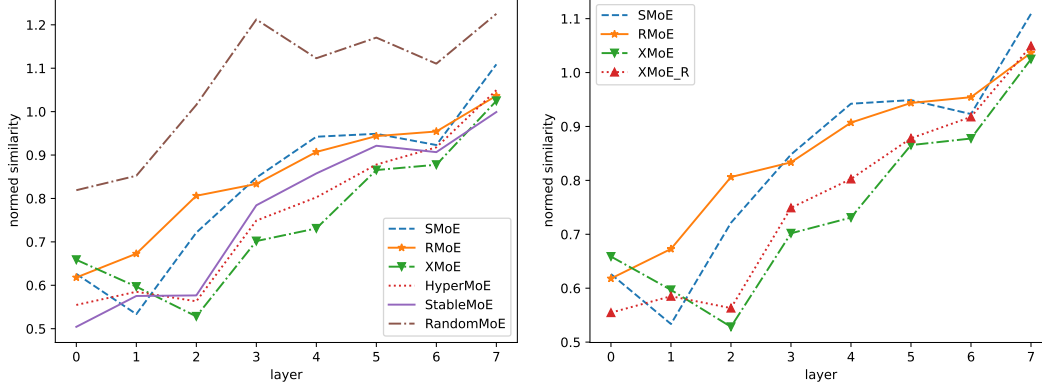 1.2
1.1
1.0
0.9
0.8
0.7
0.6
0.5
normed similarity
SMoE
RMoE
XMoE
HyperMoE
StableMoE
RandomMoE
0 1 2 3 4 5 6 7
layer
1.1
1.0
0.9
0.8
0.7
0.6
0.5
normed similarity
SMoE
RMoE
XMoE
XMoE_R
0 1 2 3 4 5 6 7
layer